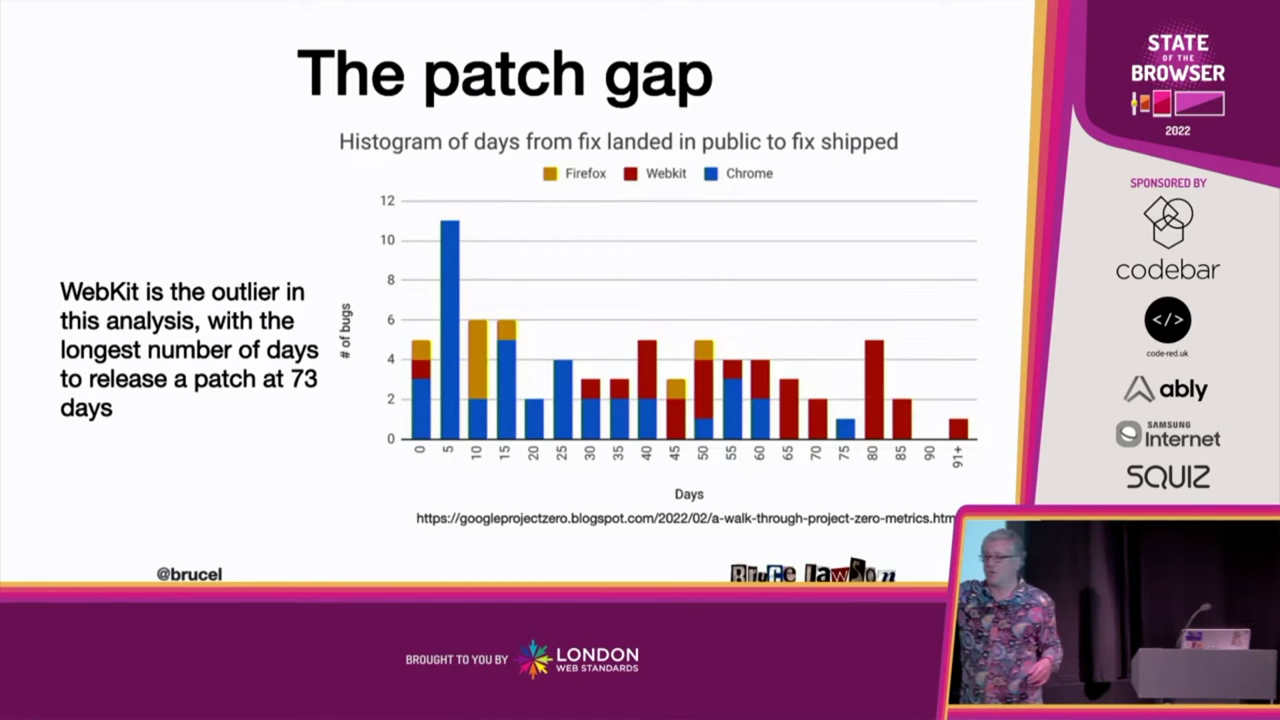 The patch gap
Histogram of days from fix landed in public to fix shipped
Firefox
Webkit
Chrome
WebKit is the outlier in
this analysis, with the
longest number of days
to release a patch at 73
days
# of bugs
12
10
8
6
4
2
0
0
5
10
15
20
25
30
35
40
45
50
55
60
65
70
75
80
85
90
91+
Days
https://googleprojectzero.blogspot.com/2022/02/a-walk-through-project-zero-metrics.htm
@brucel
BRuCE lawson
STATE
OF THE
BROWSER
2022
SPONSORED BY
codebar
</>
code-red.uk
ably
SAMSUNG
Internet
SQUIZ
BROUGHT TO YOU BY
LONDON
WEB STANDARDS